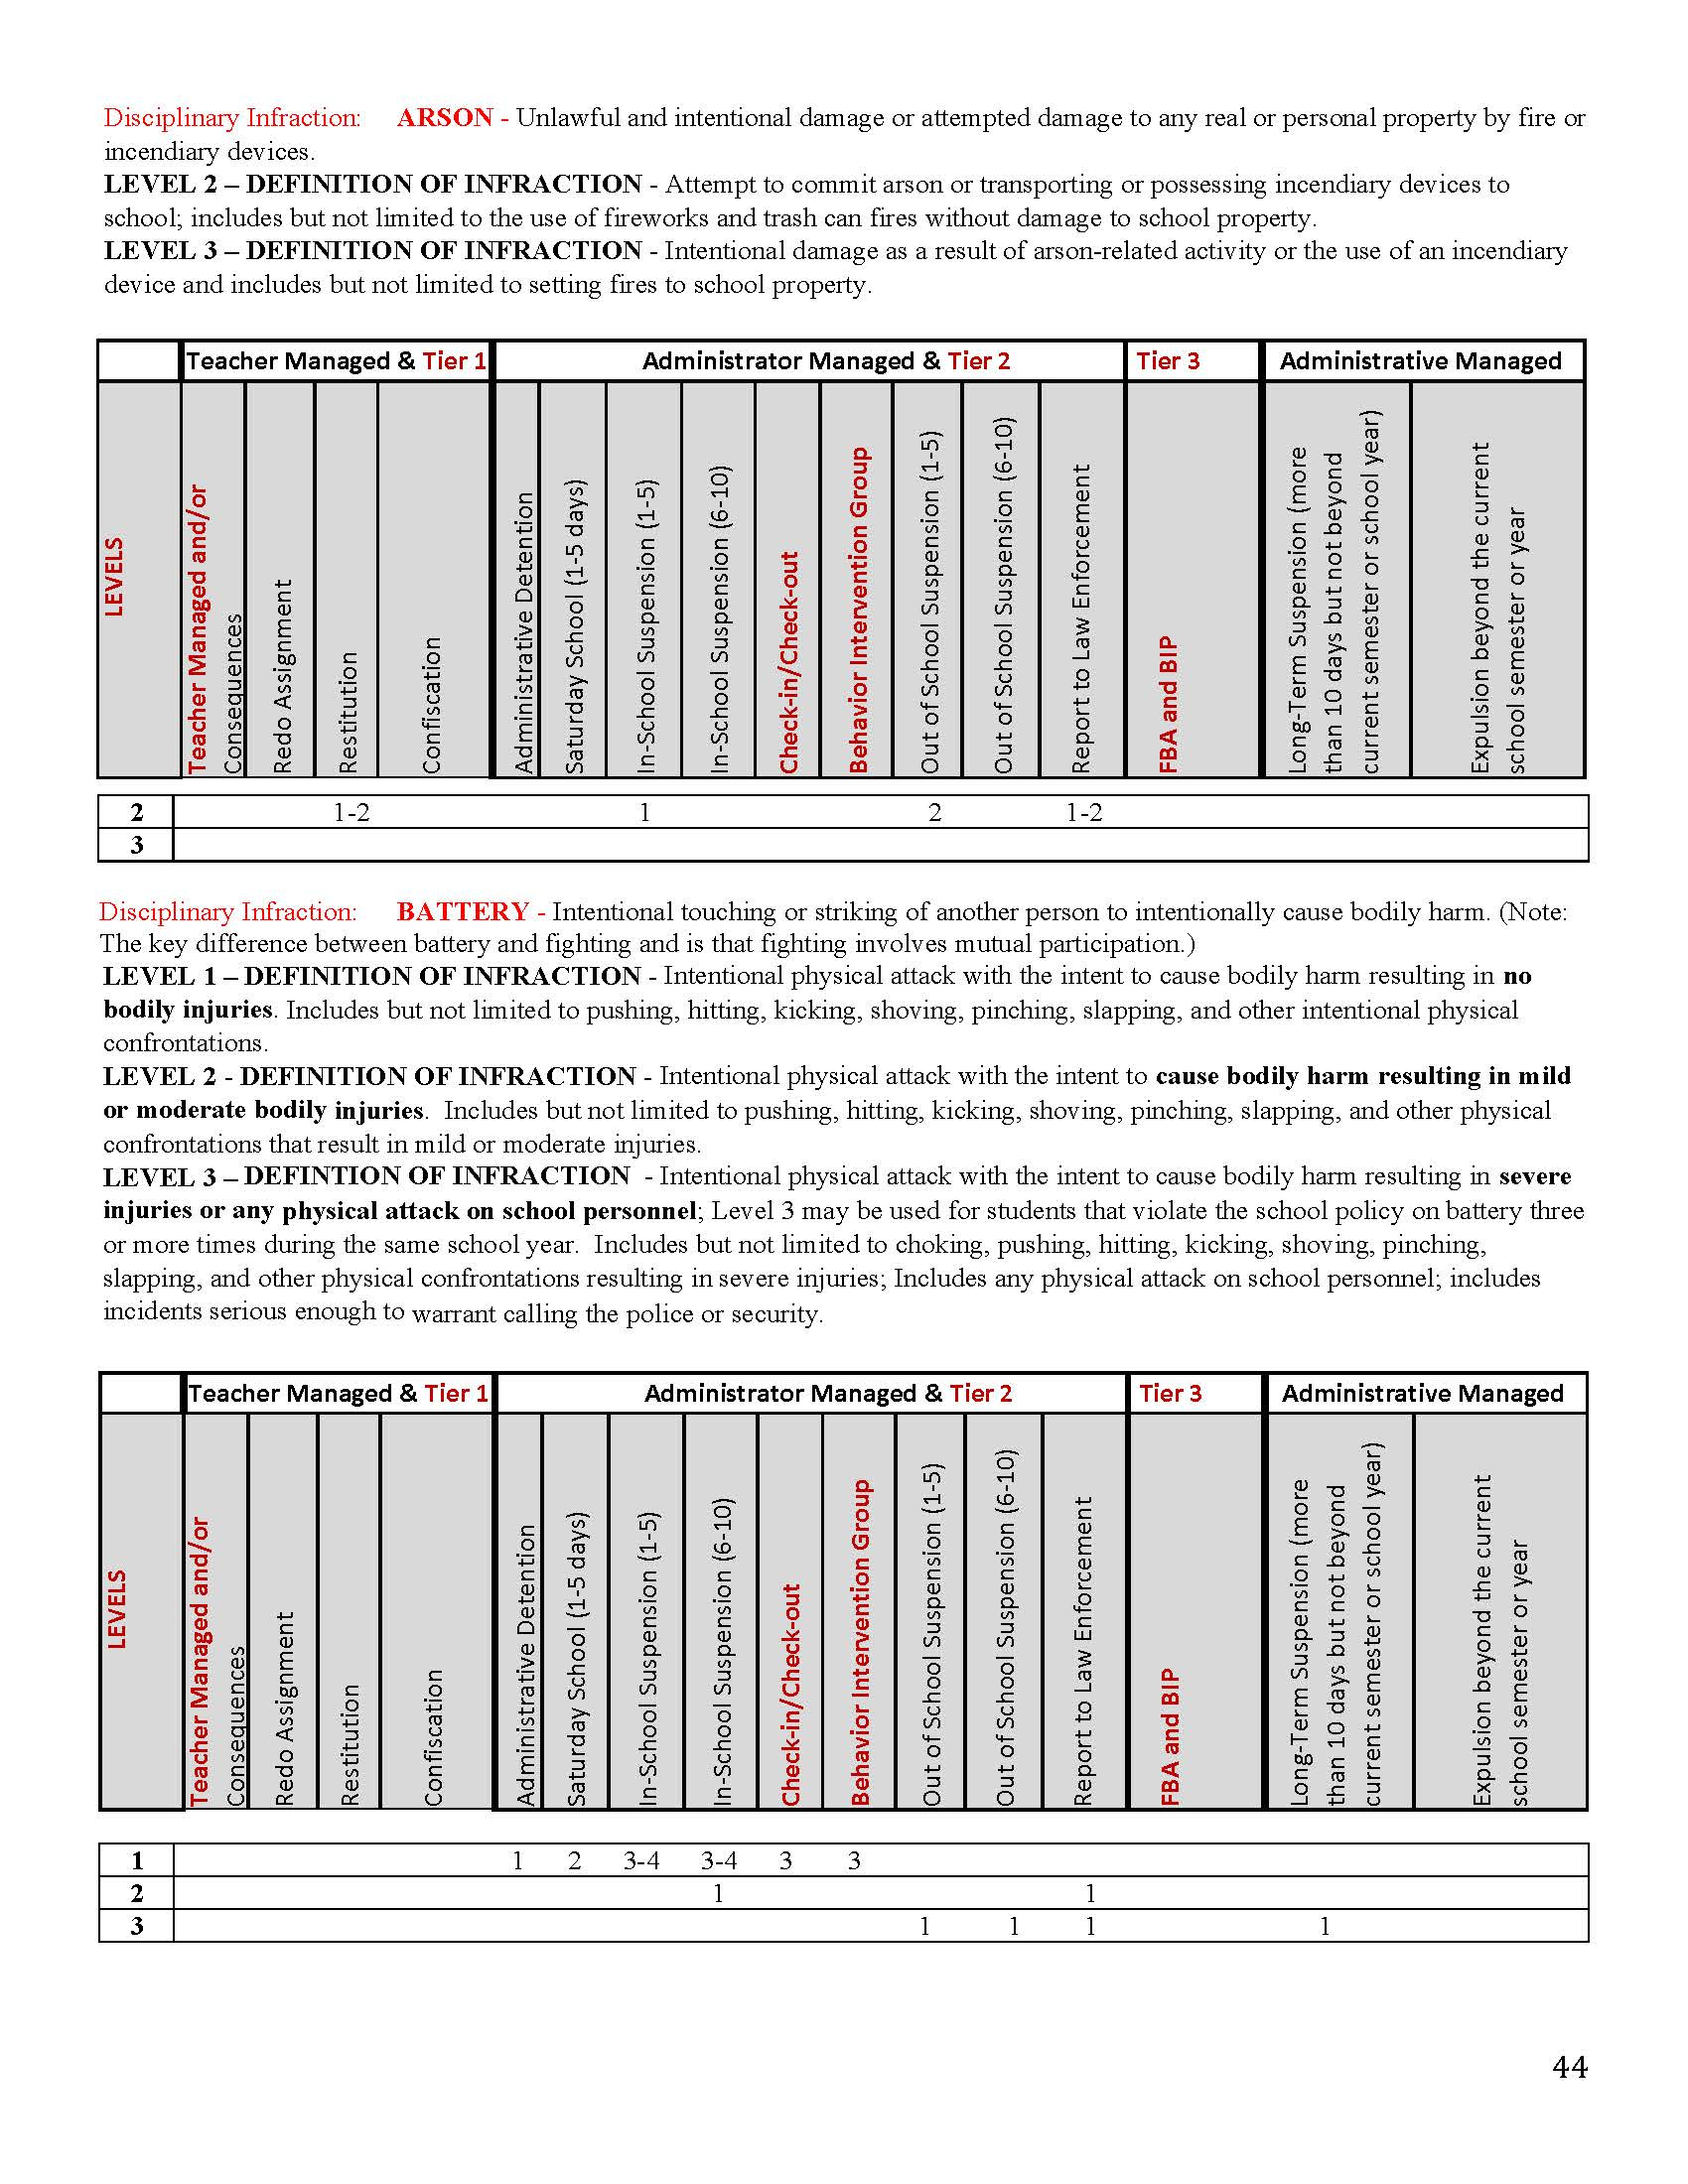 Disciplinary Infraction: ARSON - Unlawful and intentional damage or attempted damage to any real or personal property by fire or
incendiary devices.
LEVEL 2 – DEFINITION OF INFRACTION - Attempt to commit arson or transporting or possessing incendiary devices to
school; includes but not limited to the use of fireworks and trash can fires without damage to school property.
LEVEL 3 – DEFINITION OF INFRACTION - Intentional damage as a result of arson-related activity or the use of an incendiary
device and includes but not limited to setting fires to school property.
Teacher Managed & Tier 1 Administrator Managed & Tier 2 Tier 3 Administrative Managed
LEVELS
Teacher Managed and/or
Consequences
Redo Assignment
Restitution
Confiscation
Administrative Detention
Saturday School (1-5 days)
In-School Suspension (1-5)
In-School Suspension (6-10)
Check-in/Check-out
Behavior Intervention Group
Out of School Suspension (1-5)
Out of School Suspension (6-10)
Report to Law Enforcement
FBA and BIP
Long-Term Suspension (more
than 10 days but not beyond
current semester or school year)
Expulsion beyond the current
school semester or year
2 1-2 1 2 1-2
3
Disciplinary Infraction: BATTERY - Intentional touching or striking of another person to intentionally cause bodily harm. (Note:
The key difference between battery and fighting and is that fighting involves mutual participation.)
LEVEL 1 – DEFINITION OF INFRACTION - Intentional physical attack with the intent to cause bodily harm resulting in no
bodily injuries. Includes but not limited to pushing, hitting, kicking, shoving, pinching, slapping, and other intentional physical
confrontations.
LEVEL 2 - DEFINITION OF INFRACTION - Intentional physical attack with the intent to cause bodily harm resulting in mild
or moderate bodily injuries. Includes but not limited to pushing, hitting, kicking, shoving, pinching, slapping, and other physical
confrontations that result in mild or moderate injuries.
LEVEL 3 – DEFINTION OF INFRACTION - Intentional physical attack with the intent to cause bodily harm resulting in severe
injuries or any physical attack on school personnel; Level 3 may be used for students that violate the school policy on battery three
or more times during the same school year. Includes but not limited to choking, pushing, hitting, kicking, shoving, pinching,
slapping, and other physical confrontations resulting in severe injuries; Includes any physical attack on school personnel; includes
incidents serious enough to warrant calling the police or security.
Teacher Managed & Tier 1 Administrator Managed & Tier 2 Tier 3 Administrative Managed
LEVELS
Teacher Managed and/or
Consequences
Redo Assignment
Restitution
Confiscation
Administrative Detention
Saturday School (1-5 days)
In-School Suspension (1-5)
In-School Suspension (6-10)
Check-in/Check-out
Behavior Intervention Group
Out of School Suspension (1-5)
Out of School Suspension (6-10)
Report to Law Enforcement
FBA and BIP
Long-Term Suspension (more
than 10 days but not beyond
current semester or school year)
Expulsion beyond the current
school semester or year
1 1 2 3-4 3-4 3 3
2 1 1
3 1 1 1 1
44